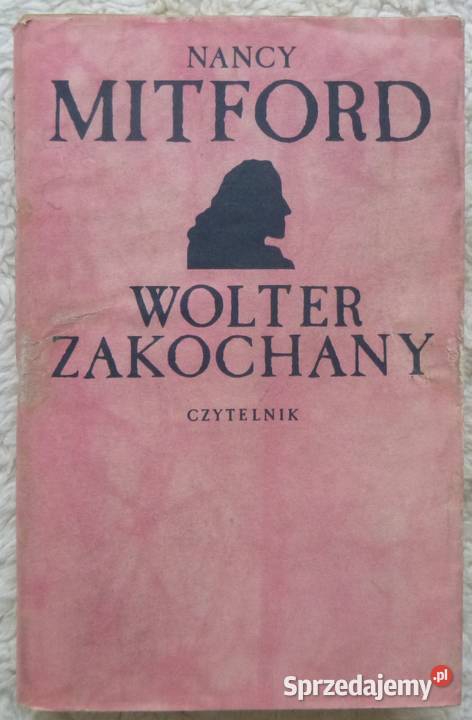 NANCY
MITFORD
WOLTER
ZAKOCHANY
CZYTELNIK
Sprzedajemy.pl